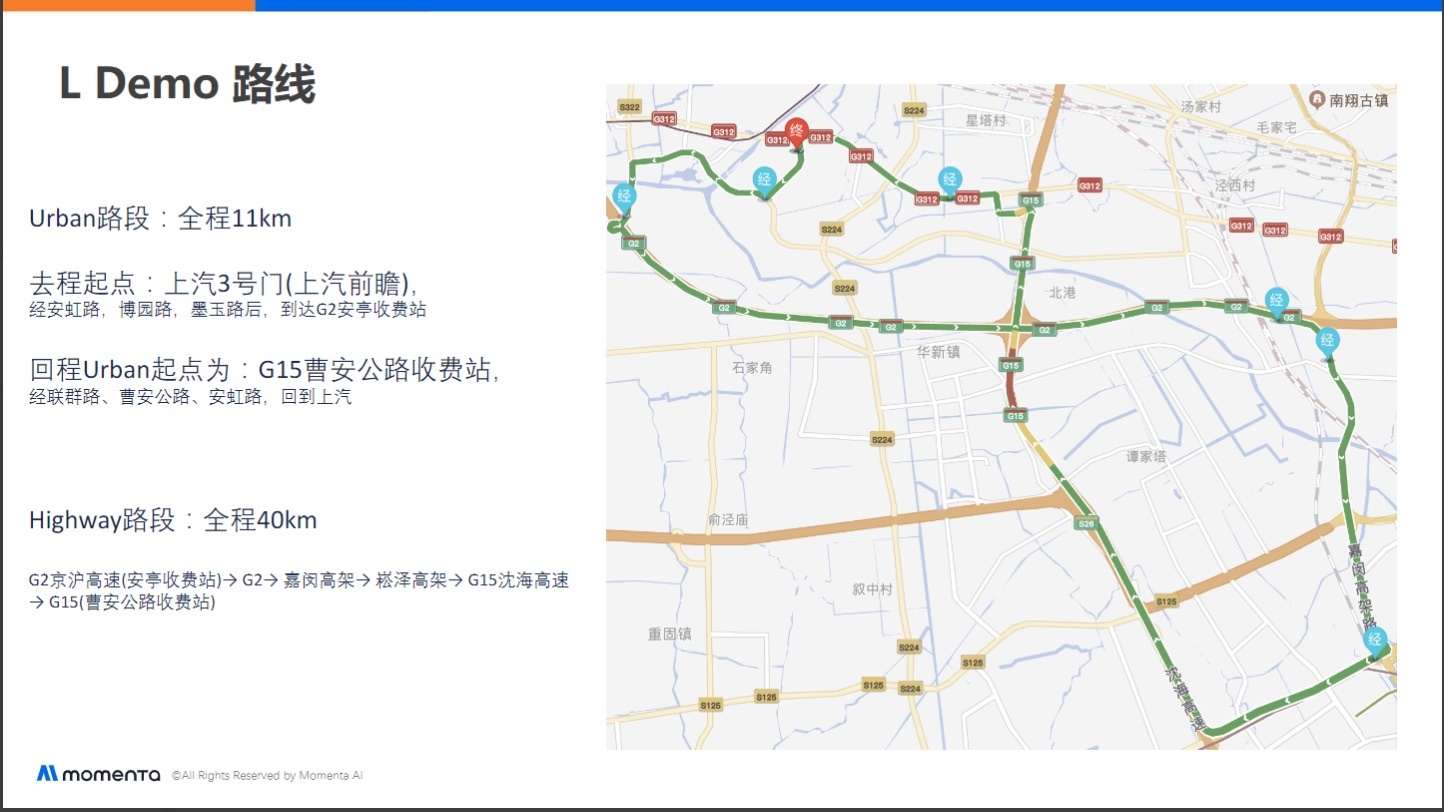 L Demo 路线
Urban路段：全程11km
去程起点：上汽3号门(上汽前瞻),
经安虹路，博园路，墨玉路后，到达G2安亭收费站
回程Urban起点为：G15曹安公路收费站,
经联群路、曹安公路、安虹路，回到上汽
Highway路段：全程40km
G2京沪高速(安亭收费站)→ G2→ 嘉闵高架→ 崧泽高架→ G15沈海高速
→ G15(曹安公路收费站)
momenta ©All Rights Reserved by Momenta AI
S322
G312
G312
G312
终
G312
G312
S224
星塔村
汤家村
南翔古镇
毛家宅
泾西村
经
经
经
G312
G312
G15
G312
G312
G312
G312
G2
S224
G15
S224
北港
G2
G2
G2
G2
G2
G2
经
G2
经
华新镇
石家角
G15
G15
S224
谭家塔
俞泾庙
S26
嘉闵高架路
叙中村
S125
重固镇
S224
经
S125
沈海高速
S125
S224
S125
S125